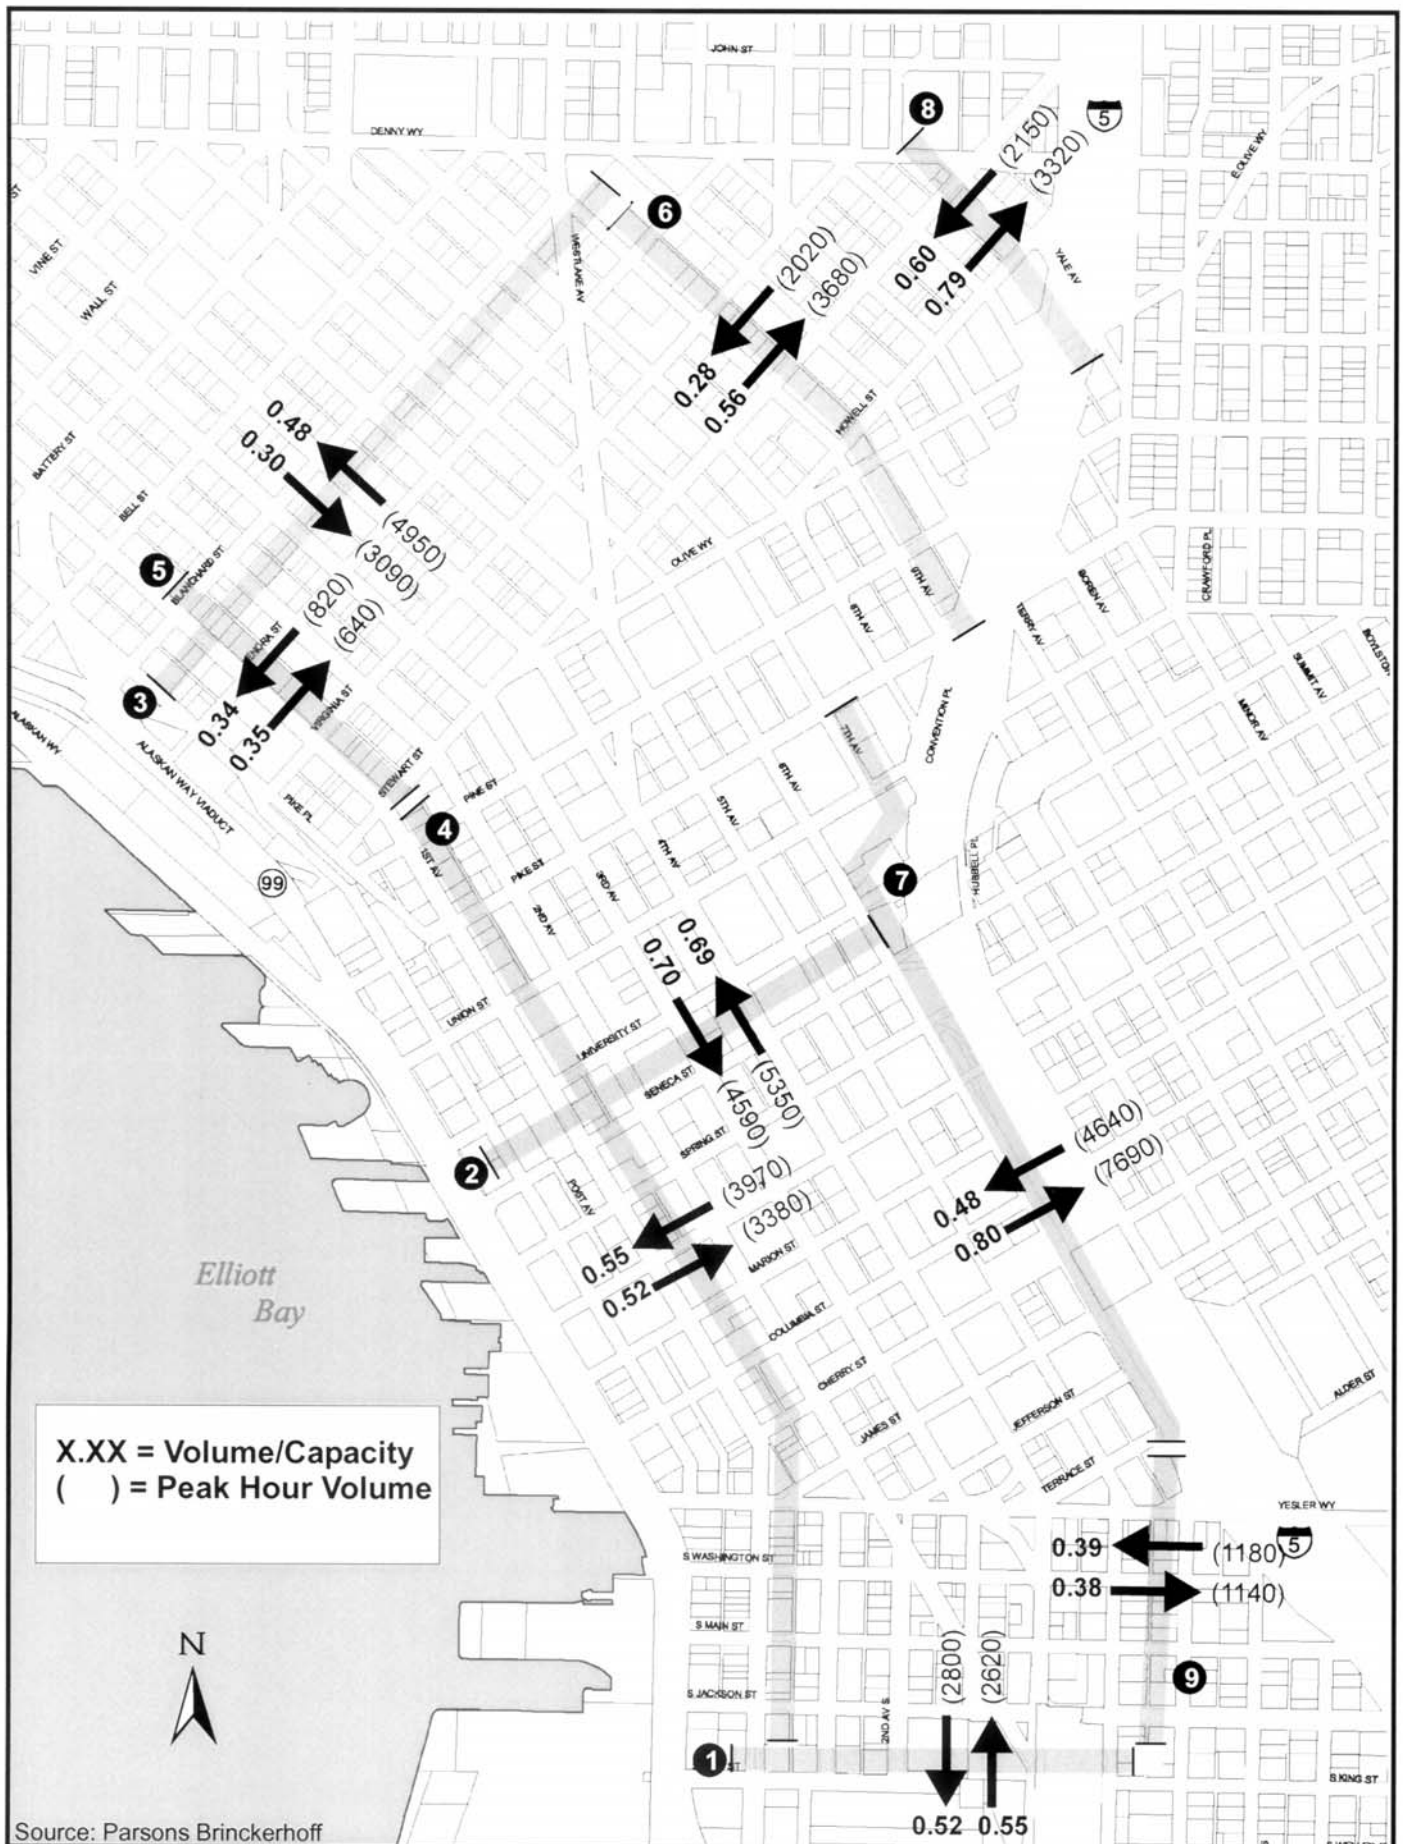 JOHN ST
8
5
DENNY WY
E OLIVE WY
(2150)
(3320)
6
ST
VINE ST
WESTLAKE AV
0.60
0.79
YALE AV
WALL ST
(2020)
(3680)
0.28
0.56
HOWELL ST
0.48
0.30
BATTERY ST
BELL ST
(4950)
(3090)
OLIVE WY
CRAWFORD PL
5
BLANCHARD ST
9TH AV
BOREN AV
TERRY AV
8TH AV
(820)
(640)
BOYLSTON
SUMMIT AV
MINOR AV
3
0.34
0.35
VIRGINIA ST
ALASKAN WY
ALASKAN WAY VIADUCT
CONVENTION PL
7TH AV
STEWART ST
PINE ST
PIKE PL
6TH AV
5TH AV
4
4TH AV
1ST AV
PIKE ST
3RD AV
2ND AV
99
7
HUBBELL PL
0.69
0.70
UNION ST
UNIVERSITY ST
SENECA ST
(5350)
(4590)
SPRING ST
(4640)
(7690)
2
POST AV
(3970)
(3380)
0.48
0.80
0.55
0.52
MARION ST
Elliott
Bay
COLUMBIA ST
CHERRY ST
ALDER ST
JEFFERSON ST
JAMES ST
X.XX = Volume/Capacity
( ) = Peak Hour Volume
TERRACE ST
YESLER WY
S WASHINGTON ST
0.39
(1180)
5
0.38
(1140)
S MAIN ST
N
(2800)
(2620)
9
S JACKSON ST
2ND AV S
1
ST
S KING ST
0.52 0.55
Source: Parsons Brinckerhoff